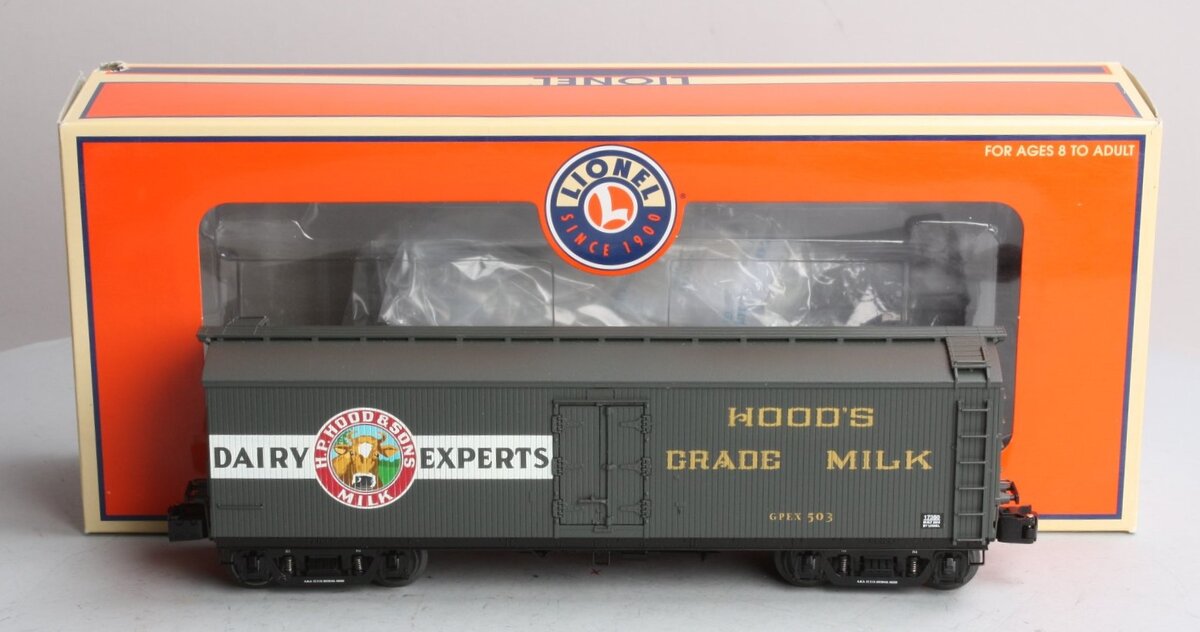 LIONEL
FOR AGES 8 TO ADULT
LIONEL
SINCE 1900
DAIRY EXPERTS
H.P. HOOD & SONS
MILK
HOOD'S
GRADE MILK
GPEX 503